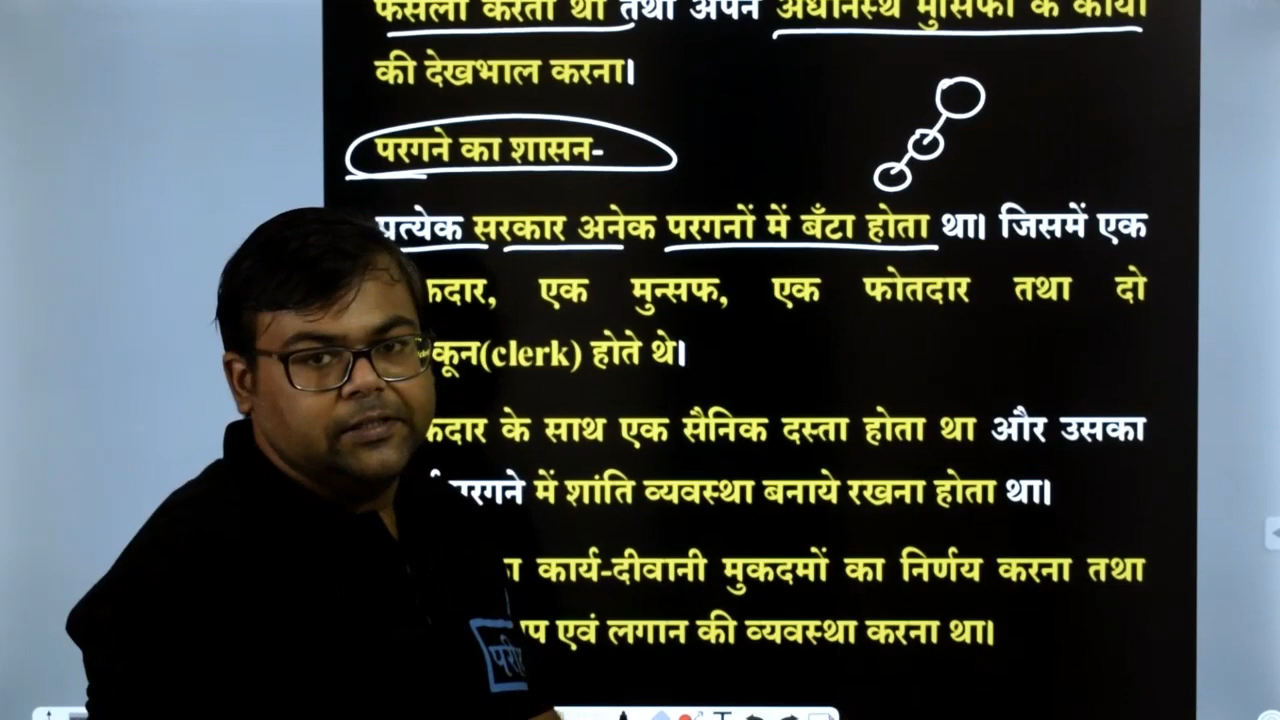 फैसला करता था तथा अपने अधीनस्थ मुंसिफों के कार्यों
की देखभाल करना।
परगने का शासन-
प्रत्येक सरकार अनेक परगनों में बँटा होता था। जिसमें एक
कदार, एक मुन्सफ, एक फोतदार तथा दो
कून(clerk) होते थे।
कदार के साथ एक सैनिक दस्ता होता था और उसका
परगने में शांति व्यवस्था बनाये रखना होता था।
कार्य-दीवानी मुकदमों का निर्णय करना तथा
एवं लगान की व्यवस्था करना था।